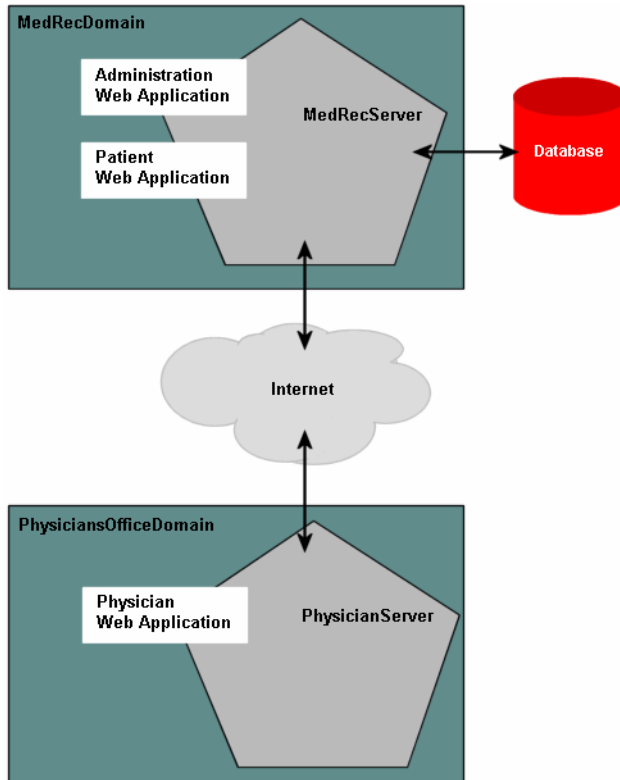 MedRecDomain
Administration
Web Application
MedRecServer
Patient
Web Application
Database
Internet
PhysiciansOfficeDomain
Physician
Web Application
PhysicianServer